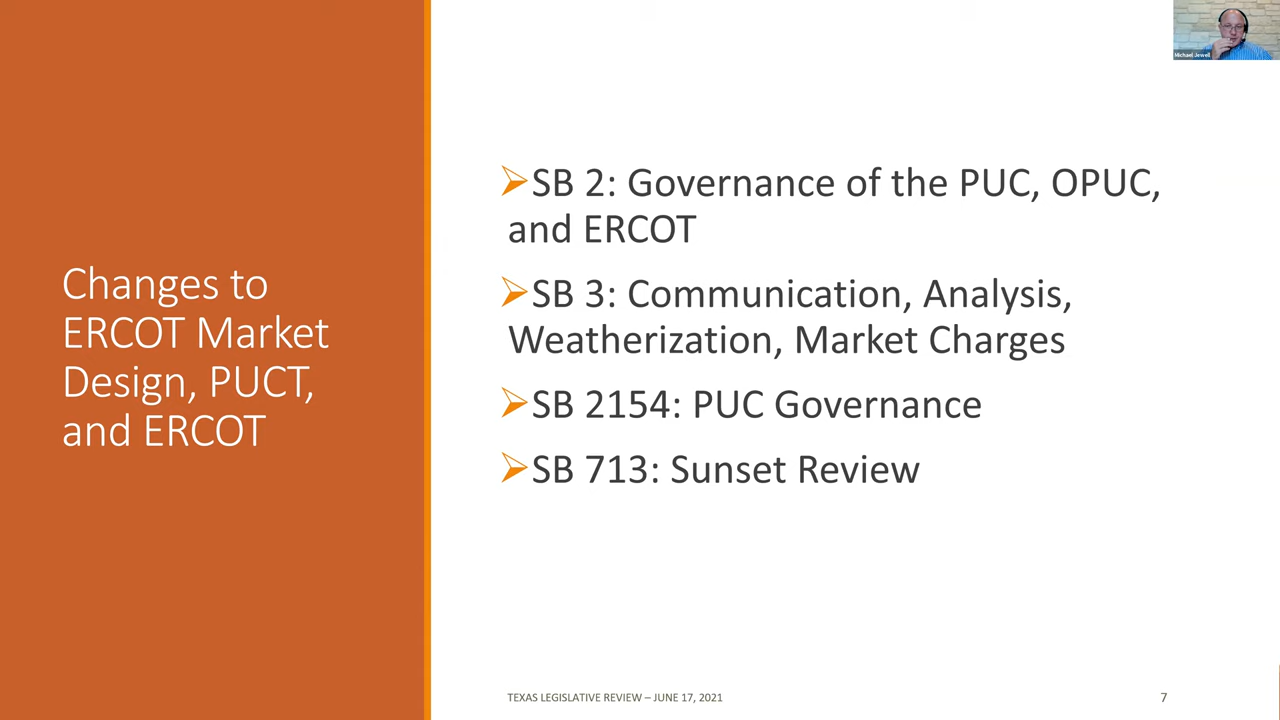 Michael Jewell
Changes to
ERCOT Market
Design, PUCT,
and ERCOT
SB 2: Governance of the PUC, OPUC,
and ERCOT
SB 3: Communication, Analysis,
Weatherization, Market Charges
SB 2154: PUC Governance
SB 713: Sunset Review
TEXAS LEGISLATIVE REVIEW – JUNE 17, 2021
7